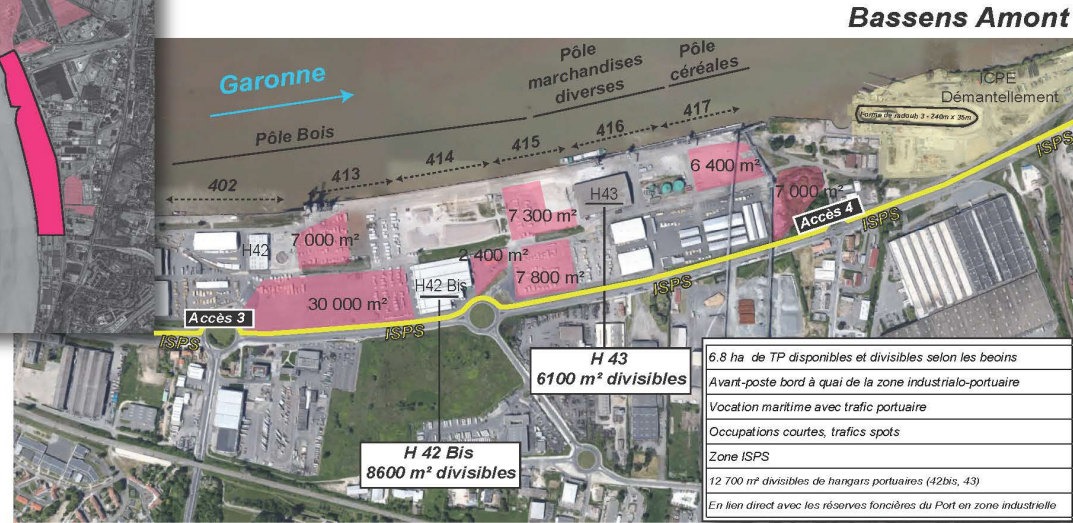 Bassens Amont
Garonne
Pôle Bois
Pôle
marchandises
diverses
Pôle
céréales
ICPE
Démantellement
Forme de radoub 3 - 240m x 35m
402
413
414
415
416
417
ISPS
H42
7 000 m²
7 300 m²
H43
6 400 m²
7 000 m²
Accès 4
ISPS
2 400 m²
7 800 m²
H42 Bis
30 000 m²
ISPS
Accès 3
ISPS
ISPS
H 43
6100 m² divisibles
H 42 Bis
8600 m² divisibles
6.8 ha de TP disponibles et divisibles selon les beoins
Avant-poste bord à quai de la zone industrialo-portuaire
Vocation maritime avec trafic portuaire
Occupations courtes, trafics spots
Zone ISPS
12 700 m² divisibles de hangars portuaires (42bis, 43)
En lien direct avec les réserves foncières du Port en zone industrielle